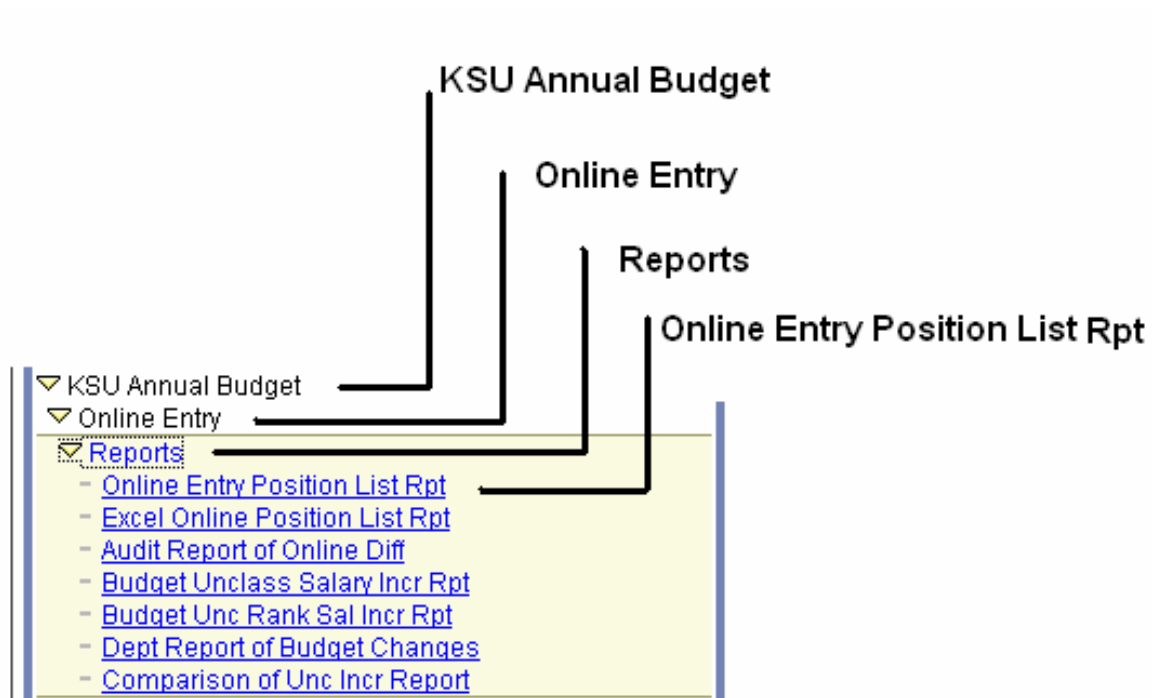 KSU Annual Budget
Online Entry
Reports
Online Entry Position List Rpt
KSU Annual Budget
Online Entry
Reports
Online Entry Position List Rpt
Excel Online Position List Rpt
Audit Report of Online Diff
Budget Unclass Salary Incr Rpt
Budget Unc Rank Sal Incr Rpt
Dept Report of Budget Changes
Comparison of Unc Incr Report